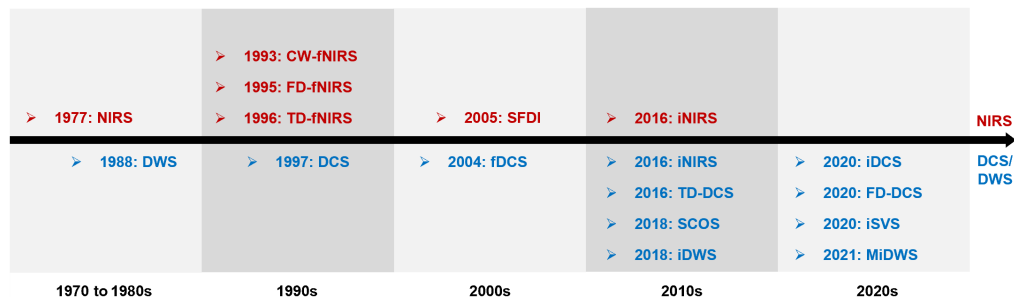 1993: CW-fNIRS
1995: FD-fNIRS
1977: NIRS
1996: TD-fNIRS
2005: SFDI
2016: iNIRS
NIRS
1988: DWS
1997: DCS
2004: fDCS
2016: iNIRS
2020: iDCS
DCS/
DWS
2016: TD-DCS
2020: FD-DCS
2018: SCOS
2020: iSVS
2018: iDWS
2021: MiDWS
1970 to 1980s
1990s
2000s
2010s
2020s